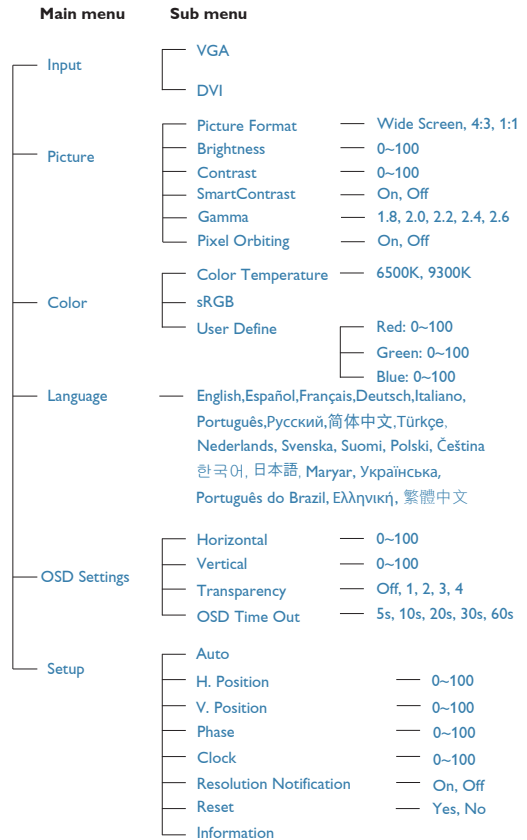 Main menu Sub menu
Input
VGA
DVI
Picture
Picture Format Wide Screen, 4:3, 1:1
Brightness 0~100
Contrast 0~100
SmartContrast On, Off
Gamma 1.8, 2.0, 2.2, 2.4, 2.6
Pixel Orbiting On, Off
Color
Color Temperature 6500K, 9300K
sRGB
User Define Red: 0~100
Green: 0~100
Blue: 0~100
Language English,Español,Français,Deutsch,Italiano,
Português,Русский,简体中文,Türkçe,
Nederlands, Svenska, Suomi, Polski, Čeština
한국어, 日本語, Maryar, Українська,
Português do Brazil, Ελληνική, 繁體中文
OSD Settings
Horizontal 0~100
Vertical 0~100
Transparency Off, 1, 2, 3, 4
OSD Time Out 5s, 10s, 20s, 30s, 60s
Setup
Auto
H. Position 0~100
V. Position 0~100
Phase 0~100
Clock 0~100
Resolution Notification On, Off
Reset Yes, No
Information